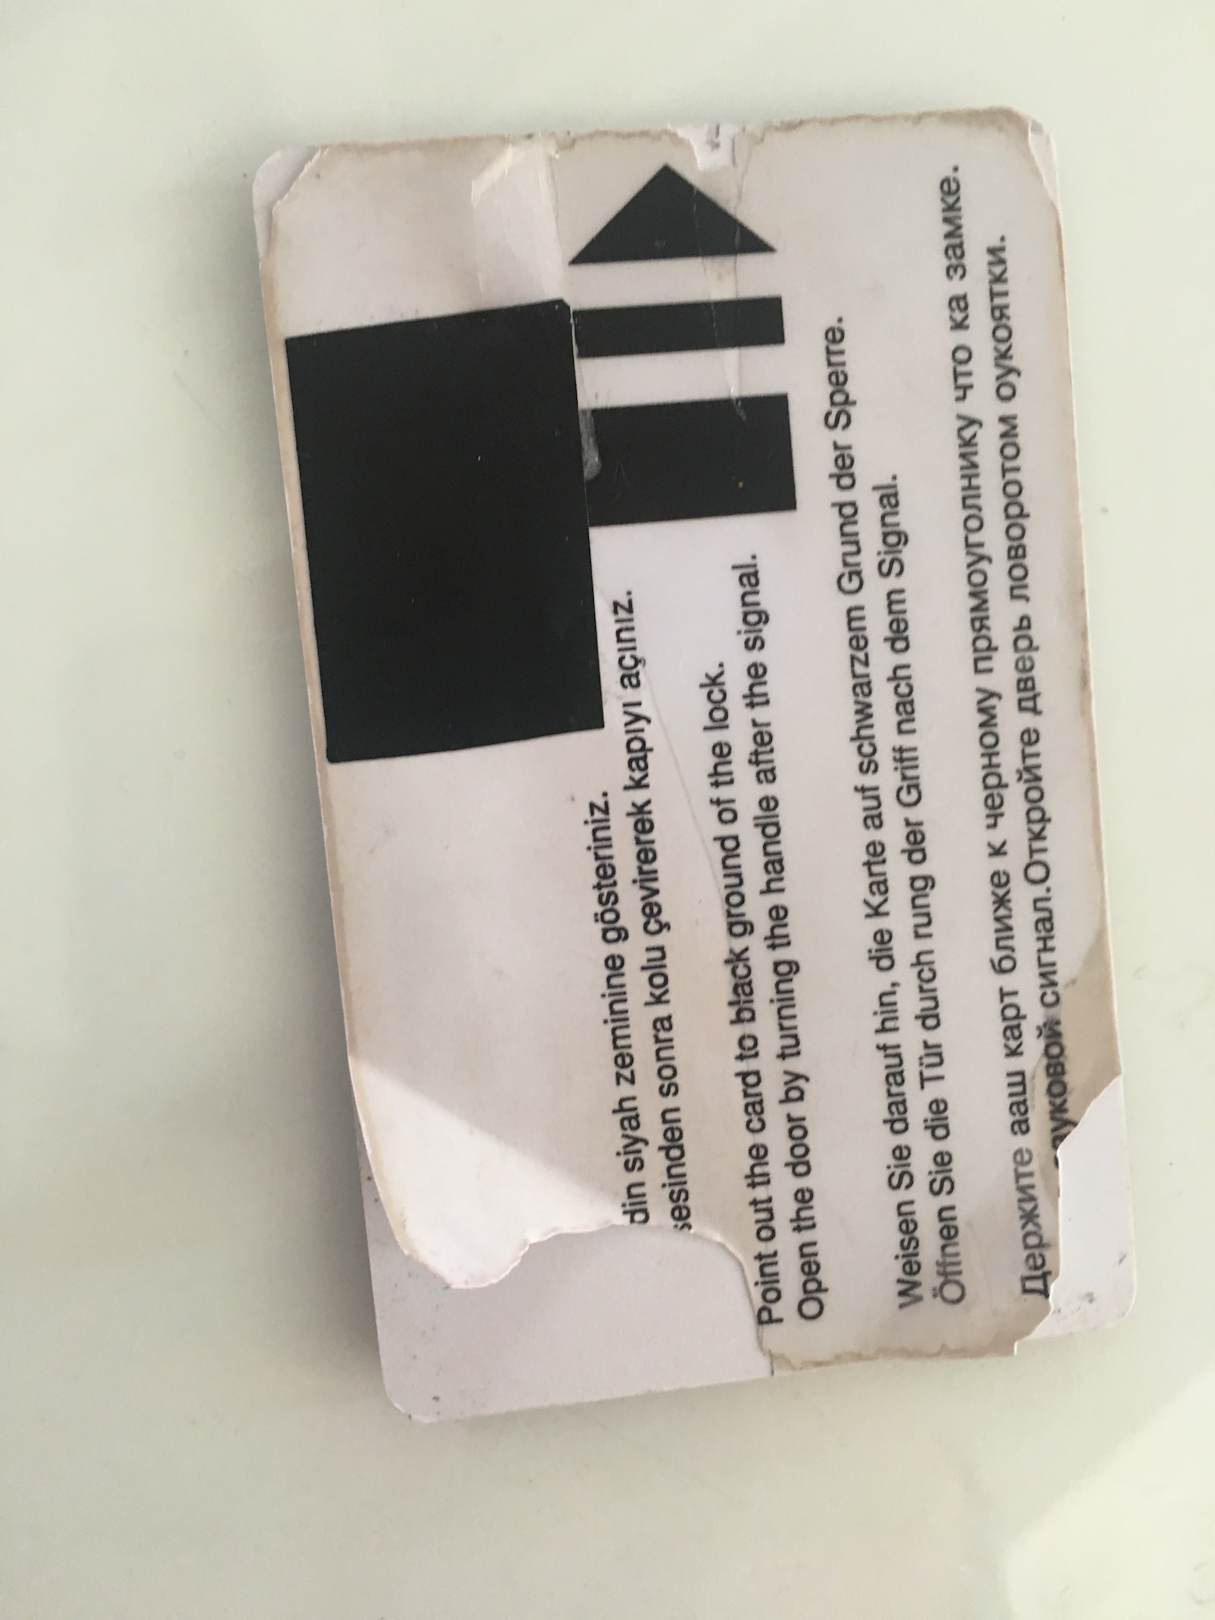 din siyah zeminine gösteriniz.
sesinden sonra kolu çevirerek kapıyı açınız.
Point out the card to black ground of the lock.
Open the door by turning the handle after the signal.
Weisen Sie darauf hin, die Karte auf schwarzem Grund der Sperre.
Öffnen Sie die Tür durch rung der Griff nach dem Signal.
Держите ааш карт ближе к черному прямоуголнику что ка замке.
сигнал.Откройте дверь ловоротом оукоятки.